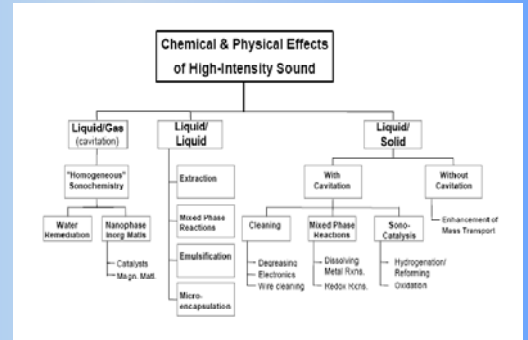 Chemical & Physical Effects
of High-Intensity Sound
Liquid/Gas
(cavitation)
Liquid/
Liquid
Liquid/
Solid
"Homogeneous"
Sonochemistry
Extraction
With
Cavitation
Without
Cavitation
Water
Remediation
Nanophase
Inorg Matls.
Mixed Phase
Reactions
Cleaning
Mixed Phase
Reactions
Sono-
Catalysis
Enhancement of
Mass Transport
Catalysts
Magn. Matl.
Emulsification
Degreasing
Electronics
Wire cleaning
Dissolving
Metal Rxns.
Redox Rxns.
Hydrogenation/
Reforming
Oxidation
Micro-
encapsulation